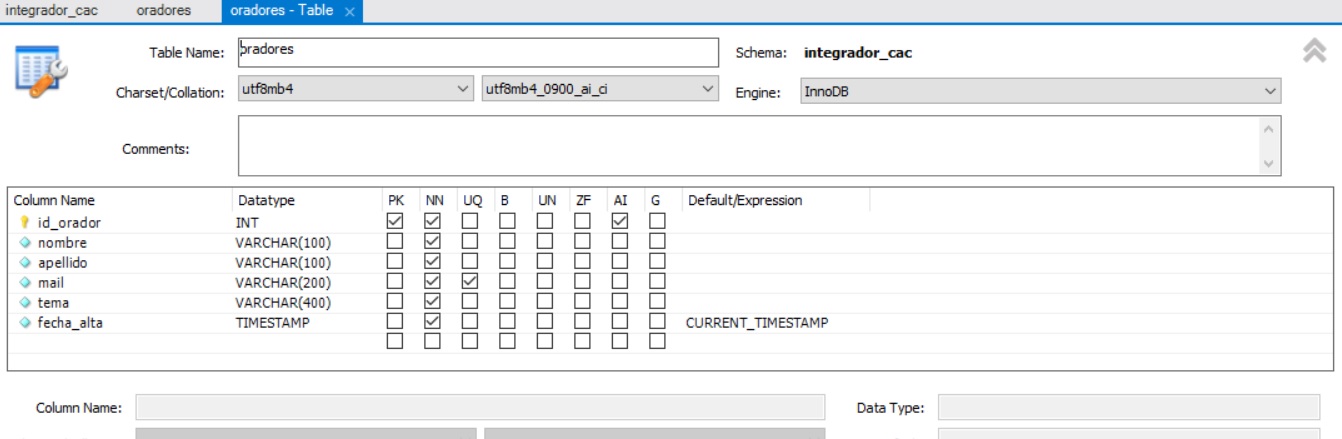 integrador_cac oradores oradores - Table ×
Table Name: oradores Schema: integrador_cac
Charset/Collation: utf8mb4 utf8mb4_0900_ai_ci Engine: InnoDB
Comments:
Column Name Datatype PK NN UQ B UN ZF AI G Default/Expression
id_orador INT
nombre VARCHAR(100)
apellido VARCHAR(100)
mail VARCHAR(200)
tema VARCHAR(400)
fecha_alta TIMESTAMP CURRENT_TIMESTAMP
Column Name: Data Type: